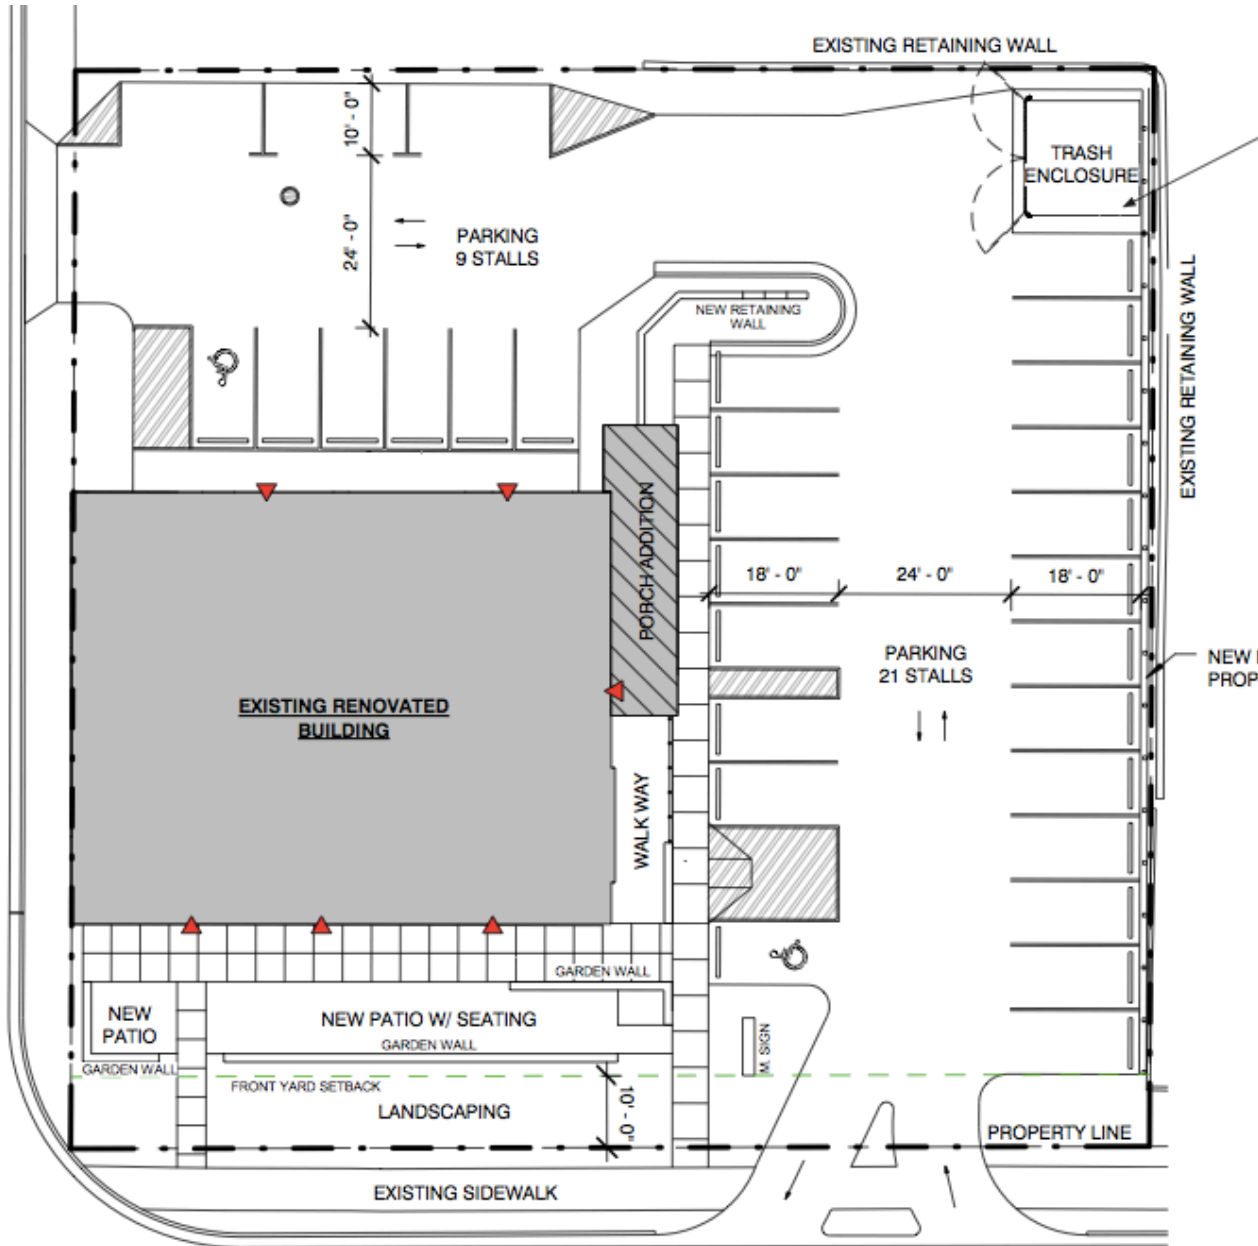 EXISTING RETAINING WALL
10' - 0"
TRASH
ENCLOSURE
24' - 0"
PARKING
9 STALLS
EXISTING RETAINING WALL
NEW RETAINING
WALL
PORCH ADDITION
18' - 0"
24' - 0"
18' - 0"
PARKING
21 STALLS
NEW
PROP
EXISTING RENOVATED
BUILDING
WALK WAY
GARDEN WALL
NEW
PATIO
NEW PATIO W/ SEATING
GARDEN WALL
M. SIGN
GARDEN WALL
FRONT YARD SETBACK
LANDSCAPING
10' - 0"
PROPERTY LINE
EXISTING SIDEWALK